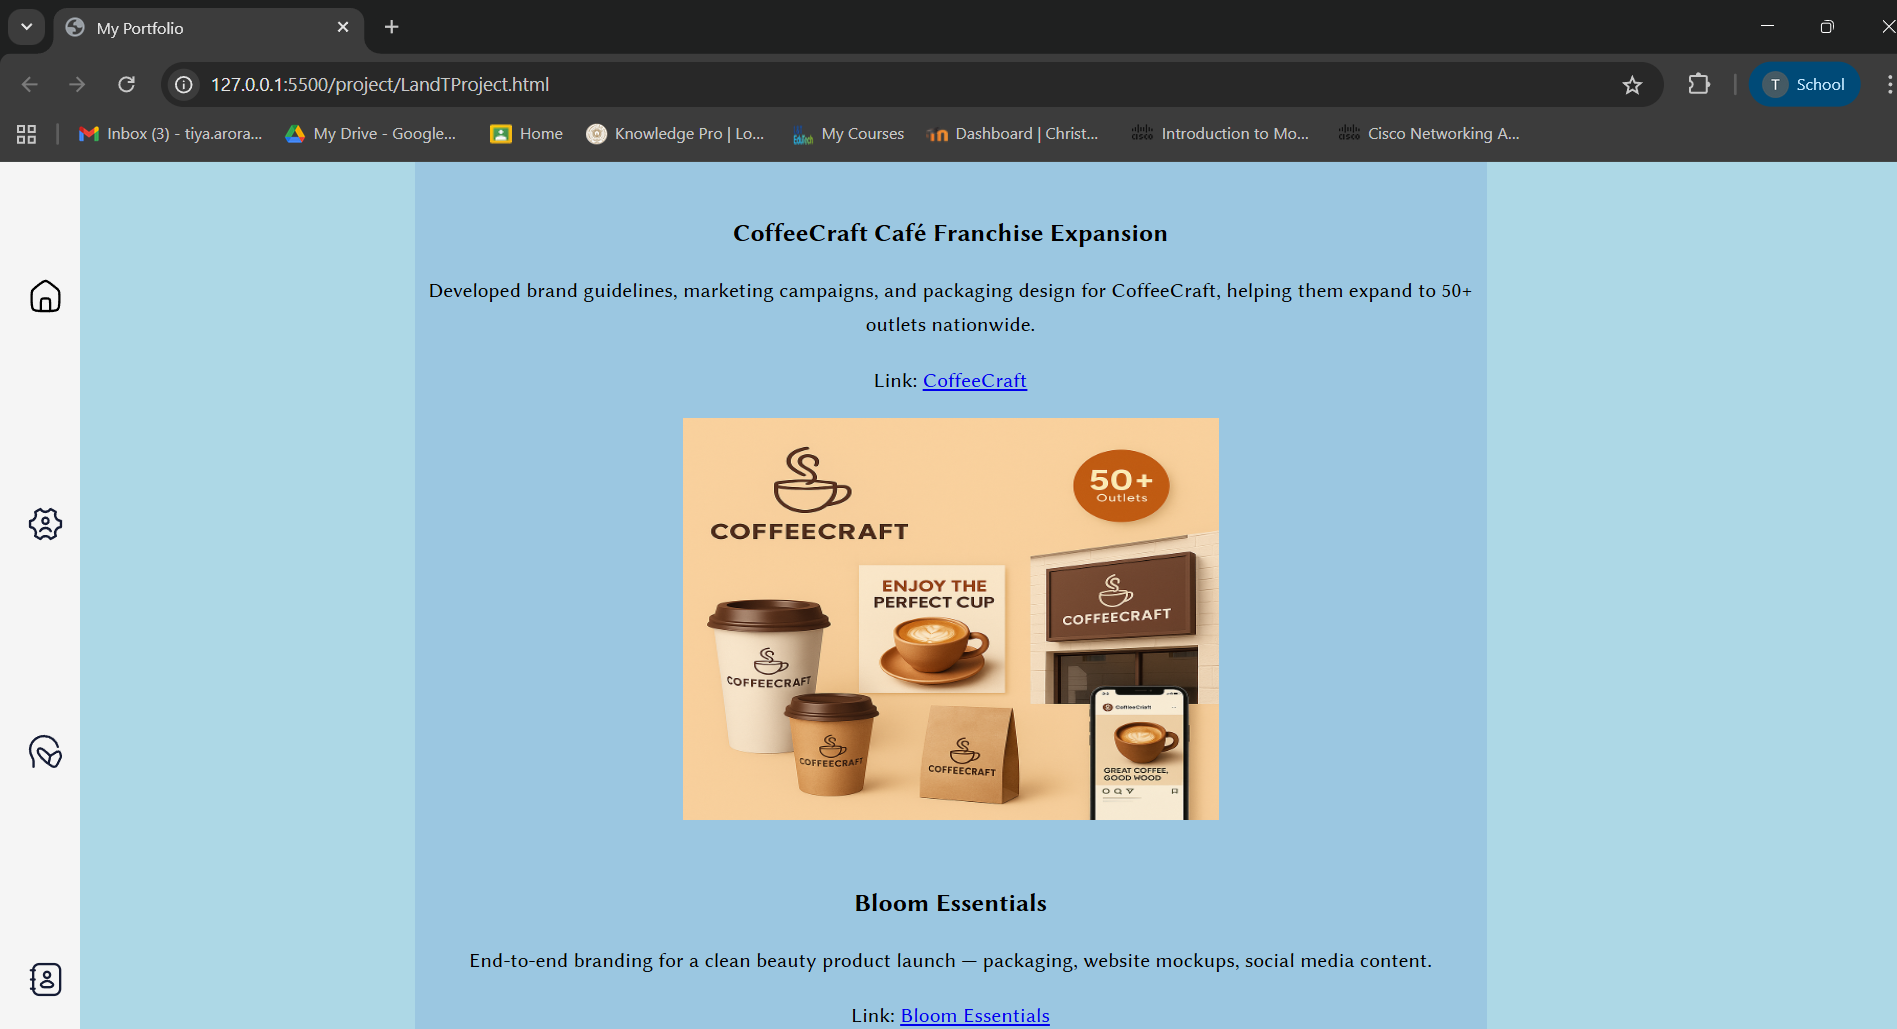 My Portfolio
127.0.0.1:5500/project/LandTProject.html
T School
Inbox (3) - tiya.arora...
My Drive - Google...
Home
Knowledge Pro | Lo...
EduTech
My Courses
Dashboard | Christ...
CISCO
Introduction to Mo...
CISCO
Cisco Networking A...
CoffeeCraft Café Franchise Expansion
Developed brand guidelines, marketing campaigns, and packaging design for CoffeeCraft, helping them expand to 50+
outlets nationwide.
Link: CoffeeCraft
COFFEECRAFT
50+
Outlets
ENJOY THE
PERFECT CUP
COFFEECRAFT
COFFEECRAFT
COFFEECRAFT
COFFEECRAFT
GREAT COFFEE,
GOOD WOOD
Bloom Essentials
End-to-end branding for a clean beauty product launch — packaging, website mockups, social media content.
Link: Bloom Essentials